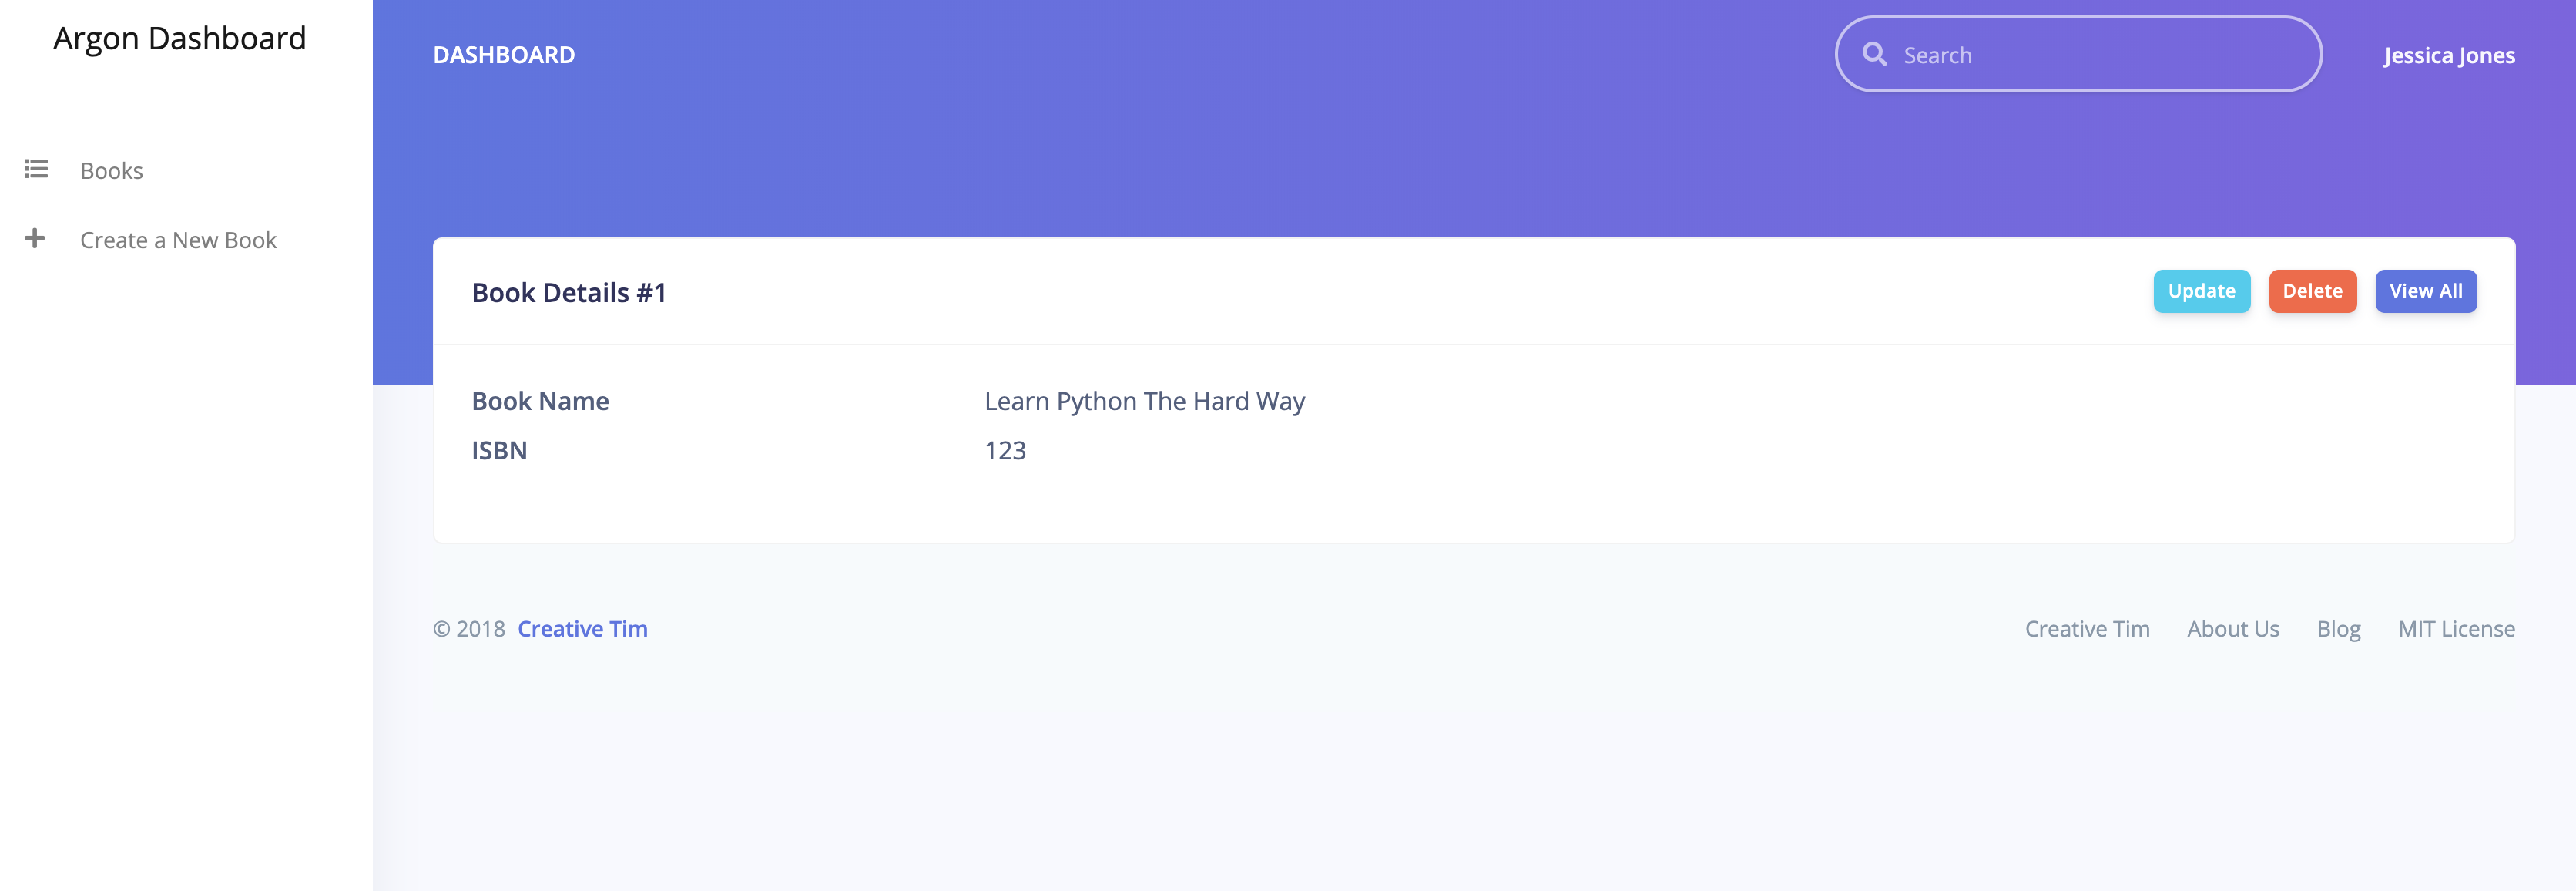 Argon Dashboard
Books
Create a New Book
DASHBOARD
Search
Jessica Jones
Book Details #1
Update
Delete
View All
Book Name Learn Python The Hard Way
ISBN 123
© 2018 Creative Tim
Creative Tim About Us Blog MIT License